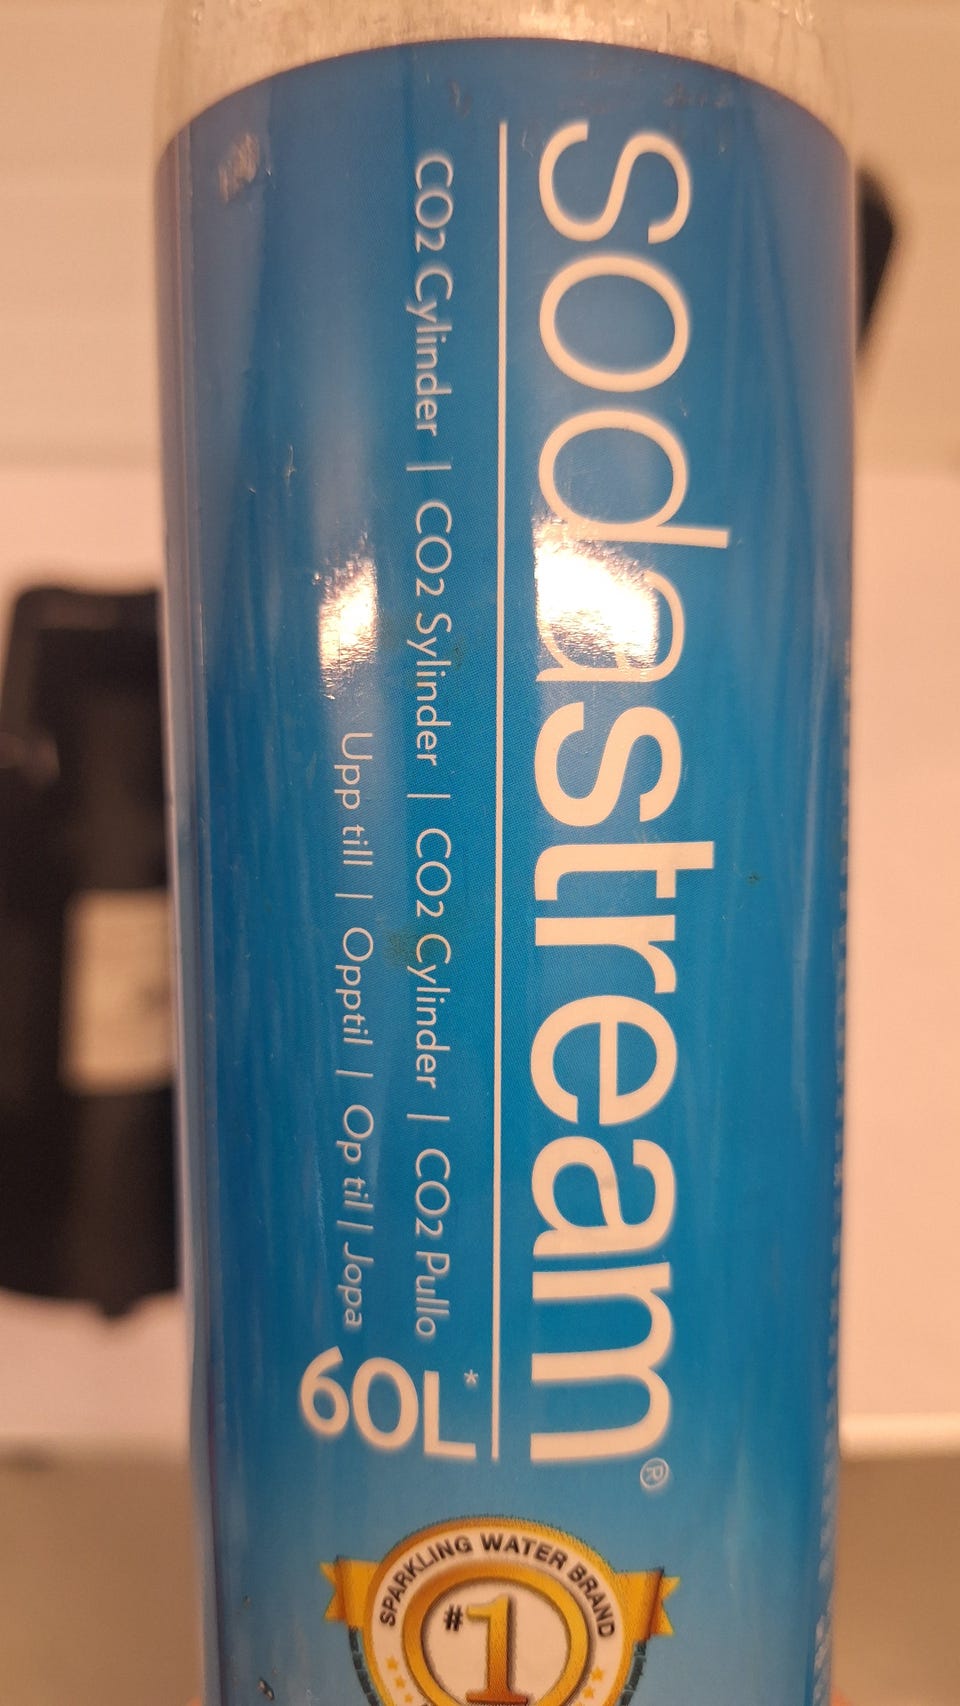 sodastream®
CO2 Cylinder | CO2 Sylinder | CO2 Cylinder | CO2 Pullo
Upp till | Opptil | Op til | Jopa 60L*
SPARKLING WATER BRAND
#1